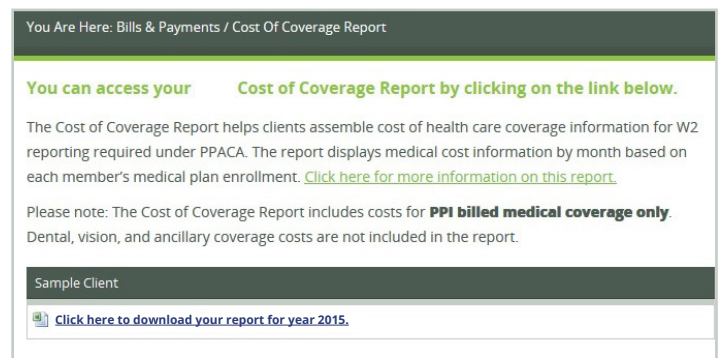 You Are Here: Bills & Payments / Cost Of Coverage Report
You can access your Cost of Coverage Report by clicking on the link below.
The Cost of Coverage Report helps clients assemble cost of health care coverage information for W2
reporting required under PPACA. The report displays medical cost information by month based on
each member's medical plan enrollment. Click here for more information on this report.
Please note: The Cost of Coverage Report includes costs for PPI billed medical coverage only.
Dental, vision, and ancillary coverage costs are not included in the report.
Sample Client
Click here to download your report for year 2015.